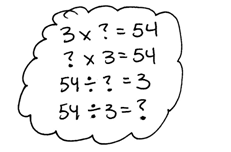 3 × ? = 54
? × 3 = 54
54 ÷ ? = 3
54 ÷ 3 = ?